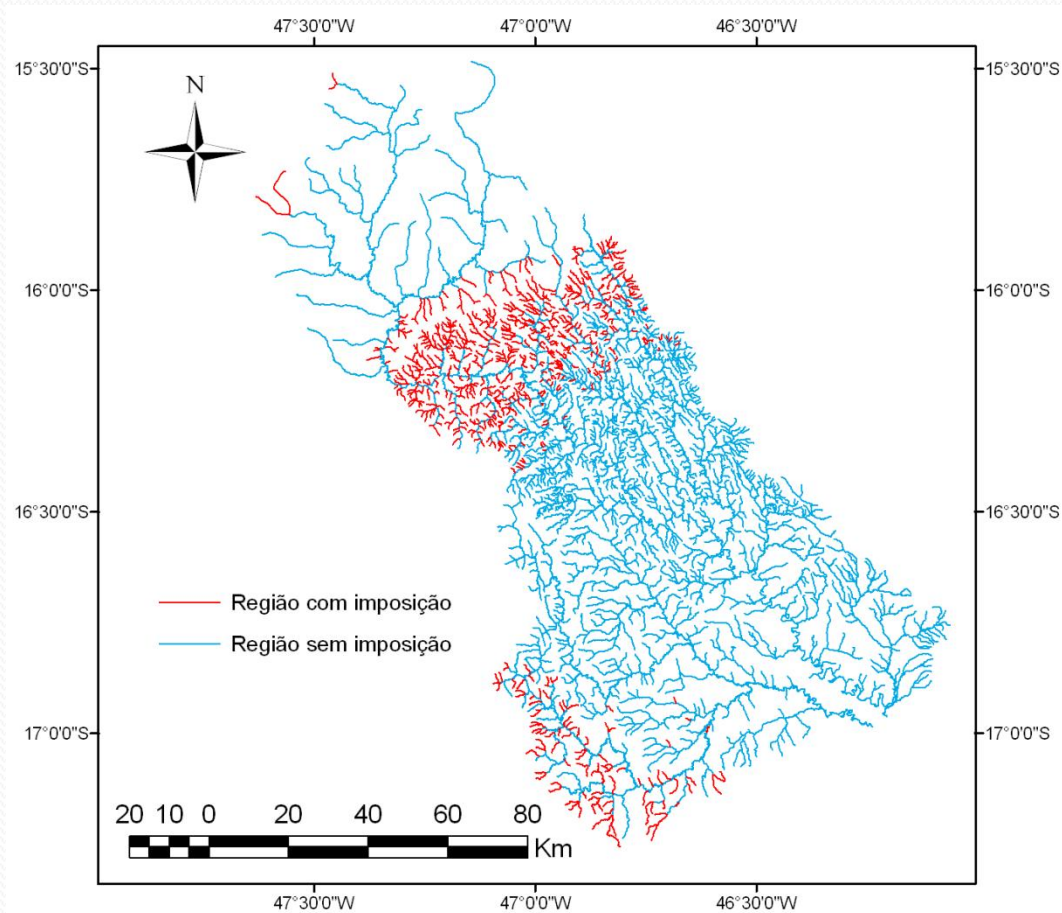 47°30'0"W 47°0'0"W 46°30'0"W
15°30'0"S 15°30'0"S
N
16°0'0"S 16°0'0"S
16°30'0"S 16°30'0"S
Região com imposição
Região sem imposição
17°0'0"S 17°0'0"S
20 10 0 20 40 60 80
Km
47°30'0"W 47°0'0"W 46°30'0"W